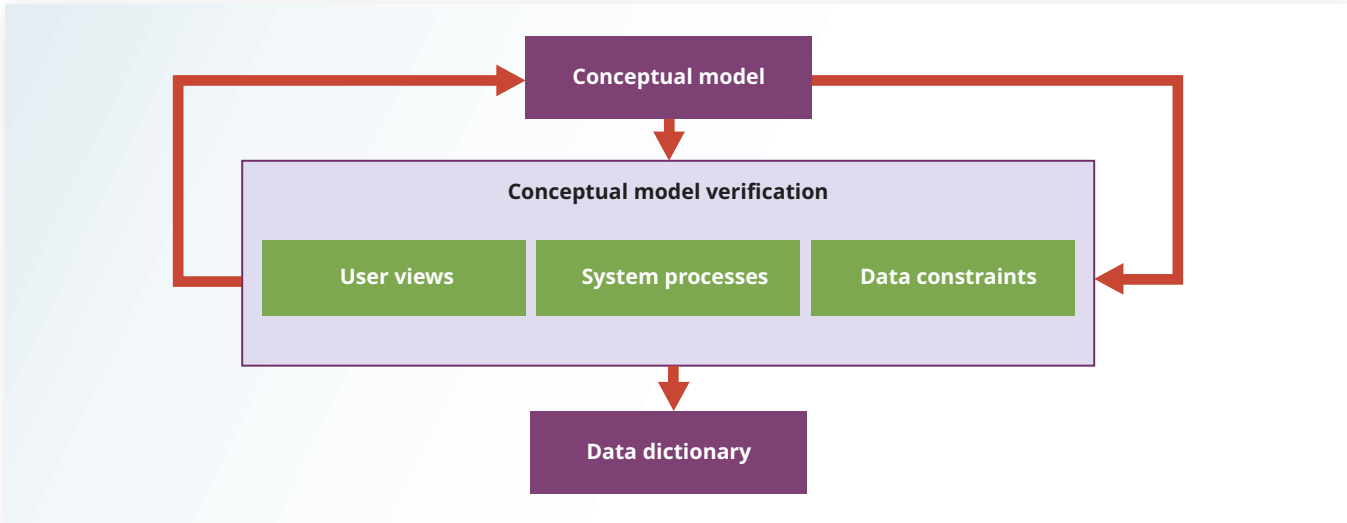 Conceptual model
Conceptual model verification
User views
System processes
Data constraints
Data dictionary